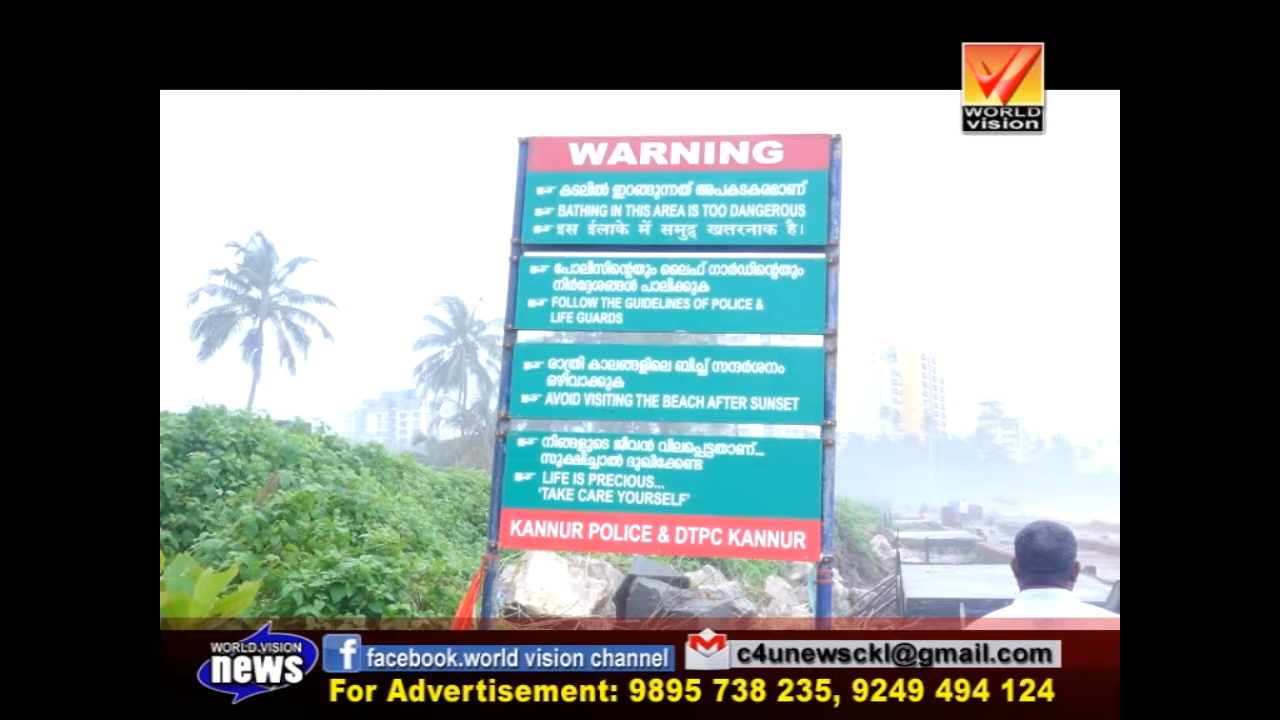 WORLD
vision
WARNING
കടലിൽ ഇറങ്ങുന്നത് അപകടകരമാണ്
BATHING IN THIS AREA IS TOO DANGEROUS
इस ईलाके में समुद्र खतरनाक है।
പോലീസിന്റെയും ലൈഫ് ഗാർഡിന്റെയും
നിർദ്ദേശങ്ങൾ പാലിക്കുക
FOLLOW THE GUIDELINES OF POLICE &
LIFE GUARDS
രാത്രി കാലങ്ങളിലെ ബീച്ച് സന്ദർശനം
ഒഴിവാക്കുക
AVOID VISITING THE BEACH AFTER SUNSET
നിങ്ങളുടെ ജീവൻ വിലപ്പെട്ടതാണ്...
സൂക്ഷിച്ചാൽ ദുഖിക്കേണ്ട
LIFE IS PRECIOUS...
'TAKE CARE YOURSELF'
KANNUR POLICE & DTPC KANNUR
WORLD VISION
news
facebook.world vision channel
c4unewsckl@gmail.com
For Advertisement: 9895 738 235, 9249 494 124